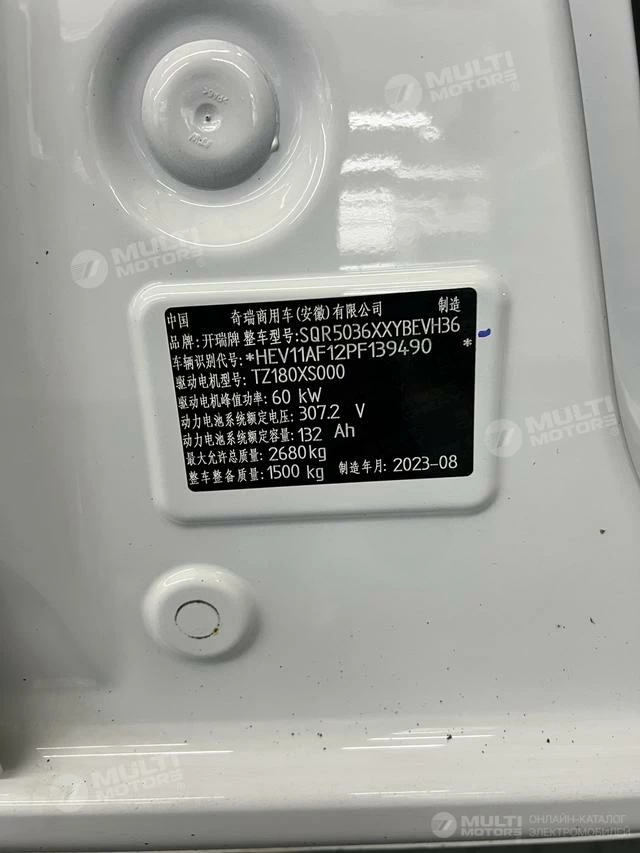 MULTI
MOTORS®
MULTI
MOTORS®
中国 奇瑞商用车(安徽)有限公司 制造
品牌:开瑞牌 整车型号:SQR5036XXYBEVH36
车辆识别代号:*HEV11AF12PF139490 *
驱动电机型号:TZ180XS000
驱动电机峰值功率:60 kW
动力电池系统额定电压:307.2 V
动力电池系统额定容量:132 Ah
最大允许总质量:2680kg
整车整备质量:1500 kg 制造年月:2023-08
MULTI
MOTORS®
MULTI
MOTORS®
MULTI
MOTORS®
ОНЛАЙН-КАТАЛОГ
ЭЛЕКТРОМОБИЛЕЙ